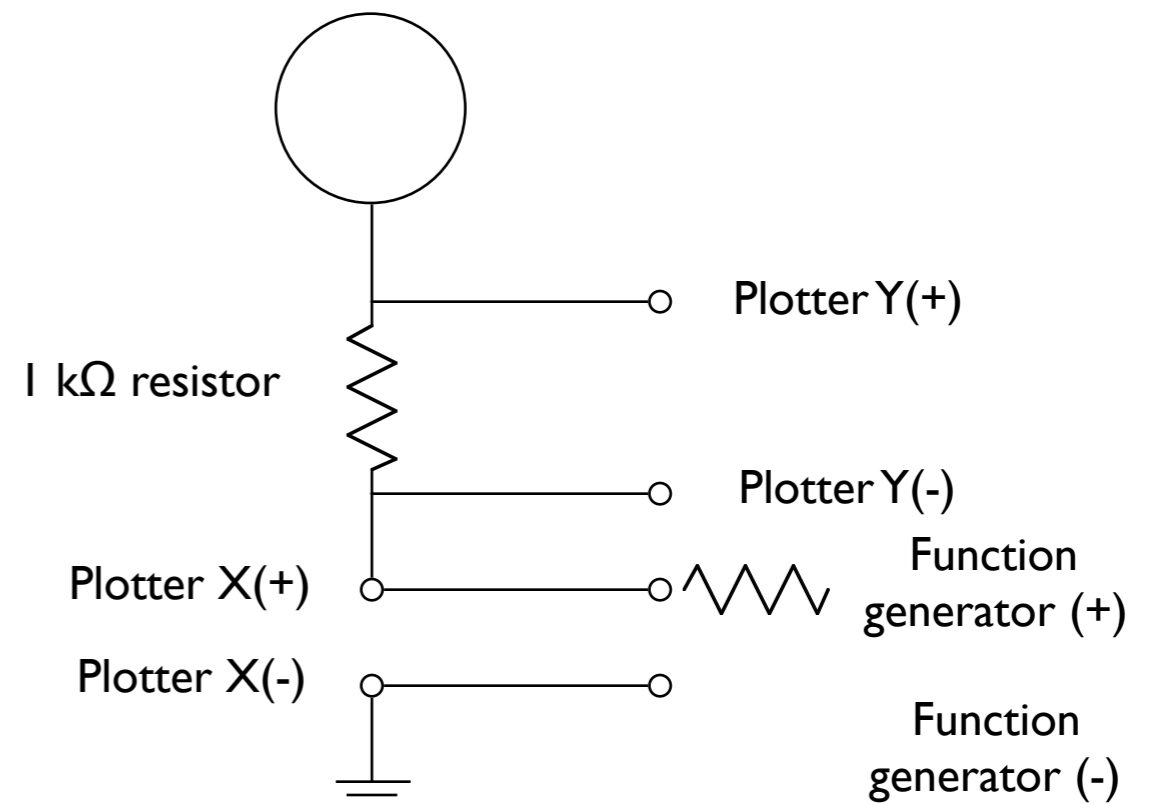 Plotter Y(+)
1 kΩ resistor
Plotter Y(-)
Plotter X(+)
Function
generator (+)
Plotter X(-)
Function
generator (-)